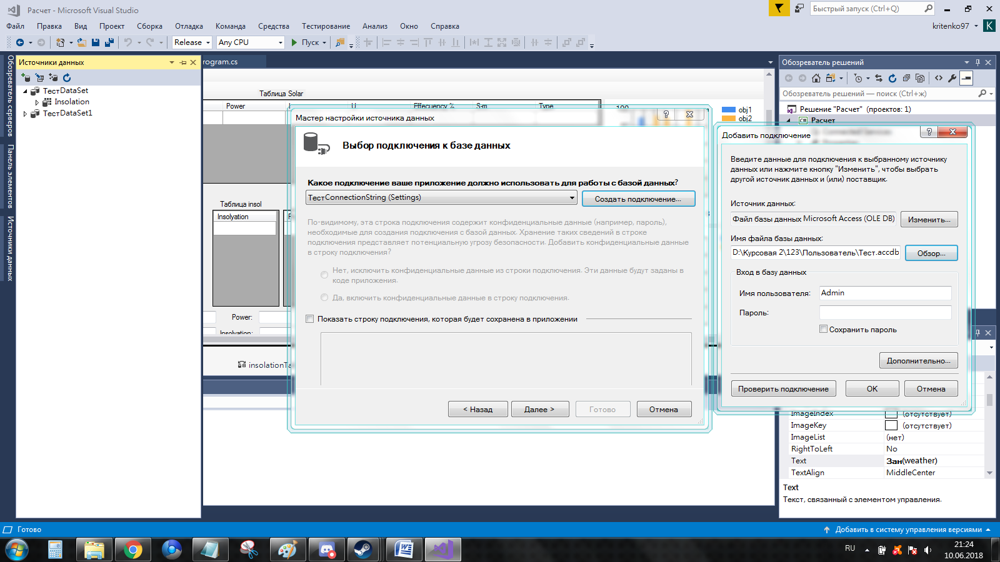 Расчет - Microsoft Visual Studio
Быстрый запуск (Ctrl+Q)
Файл Правка Вид Проект Сборка Отладка Команда Средства Тестирование Анализ Окно Справка
kritenko97
K
Release
Any CPU
Пуск
Обозреватель серверов
Панель элементов
Источники данных
Источники данных
ТестDataSet
Insolation
ТестDataSet1
rogram.cs
Таблица Solar
Power
U
Effecuncy %
S-m
Type
100
obj1
obj2
Таблица insol
Insolyation
Power:
Insolvation:
insolationTa
Мастер настройки источника данных
Выбор подключения к базе данных
Какое подключение ваше приложение должно использовать для работы с базой данных?
ТестConnectionString (Settings)
Создать подключение...
По-видимому, эта строка подключения содержит конфиденциальные данные (например, пароль),
необходимые для создания подключения с базой данных. Хранение таких сведений в строке
подключения представляет потенциальную угрозу безопасности. Добавить конфиденциальные данные
в строку подключения?
Нет, исключить конфиденциальные данные из строки подключения. Эти данные будут заданы в
коде приложения.
Да, включить конфиденциальные данные в строку подключения.
Показать строку подключения, которая будет сохранена в приложении
< Назад
Далее >
Готово
Отмена
Обозреватель решений
Обозреватель решений — поиск (Ctrl+ж)
Решение "Расчет" (проектов: 1)
C#
Расчет
Добавить подключение
Введите данные для подключения к выбранному источнику
данных или нажмите кнопку "Изменить", чтобы выбрать
другой источник данных и (или) поставщик.
Источник данных:
Файл базы данных Microsoft Access (OLE DB)
Изменить...
Имя файла базы данных:
D:\Курсовая 2\123\Пользователь\Тест.accdb
Обзор...
Вход в базу данных
Имя пользователя:
Admin
Пароль:
Сохранить пароль
Дополнительно...
Проверить подключение
OK
Отмена
ImageIndex (отсутствует)
ImageKey (отсутствует)
ImageList (нет)
RightToLeft No
Text Зан(weather)
TextAlign MiddleCenter
Text
Текст, связанный с элементом управления.
Готово
Добавить в систему управления версиями
RU
21:24
10.06.2018